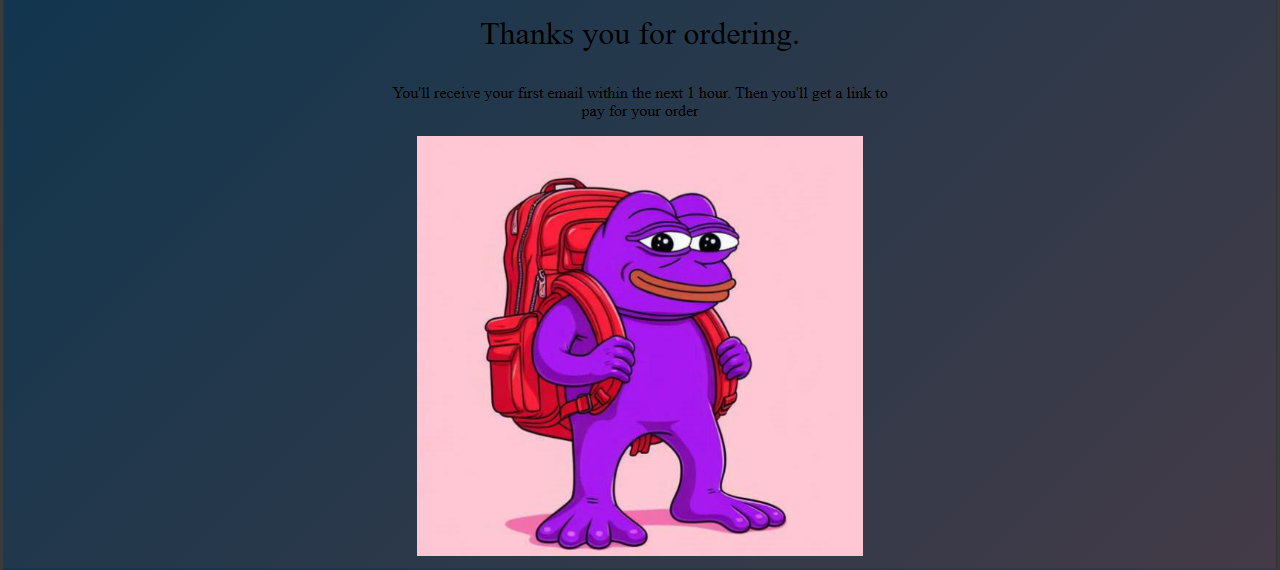 Thanks you for ordering.
You'll receive your first email within the next 1 hour. Then you'll get a link to
pay for your order